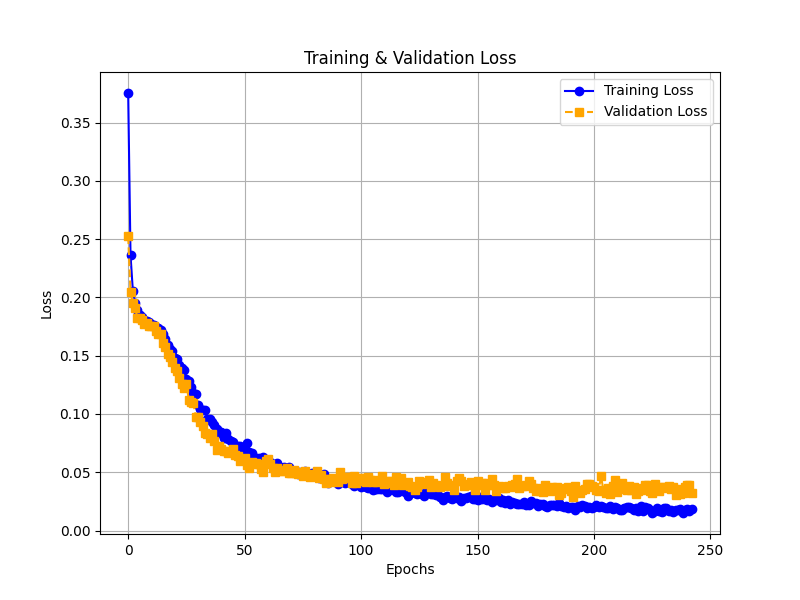 Training & Validation Loss
Training Loss
Validation Loss
0.35
0.30
0.25
0.20
0.15
0.10
0.05
0.00
Loss
0
50
100
150
200
250
Epochs